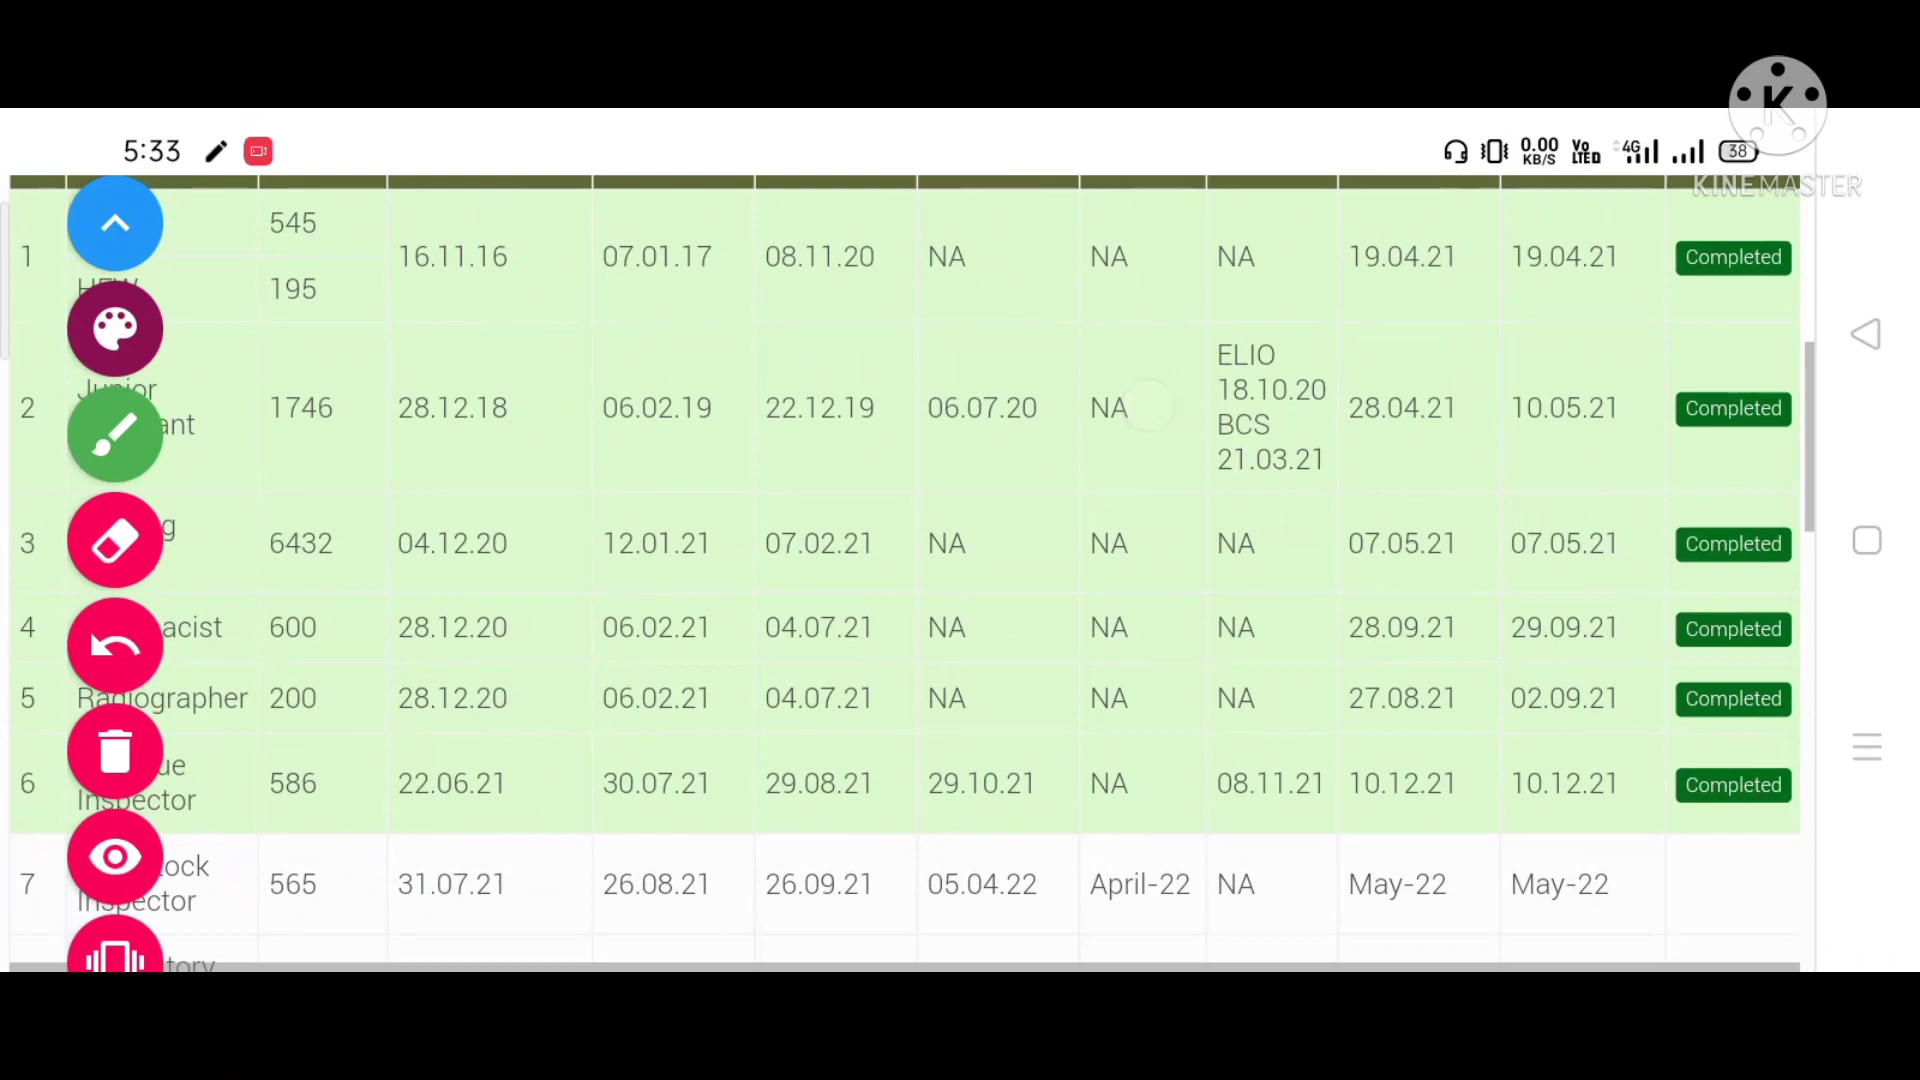 5:33
0.00 KB/S
Vo LTE
4G
38
KINEMASTER
K
1 545 16.11.16 07.01.17 08.11.20 NA NA NA 19.04.21 19.04.21 Completed
195
2 Junior 1746 28.12.18 06.02.19 22.12.19 06.07.20 NA ELIO 18.10.20 BCS 21.03.21 28.04.21 10.05.21 Completed
ant
3 g 6432 04.12.20 12.01.21 07.02.21 NA NA NA 07.05.21 07.05.21 Completed
4 acist 600 28.12.20 06.02.21 04.07.21 NA NA NA 28.09.21 29.09.21 Completed
5 Radiographer 200 28.12.20 06.02.21 04.07.21 NA NA NA 27.08.21 02.09.21 Completed
6 ue Inspector 586 22.06.21 30.07.21 29.08.21 29.10.21 NA 08.11.21 10.12.21 10.12.21 Completed
7 tock Inspector 565 31.07.21 26.08.21 26.09.21 05.04.22 April-22 NA May-22 May-22
tory